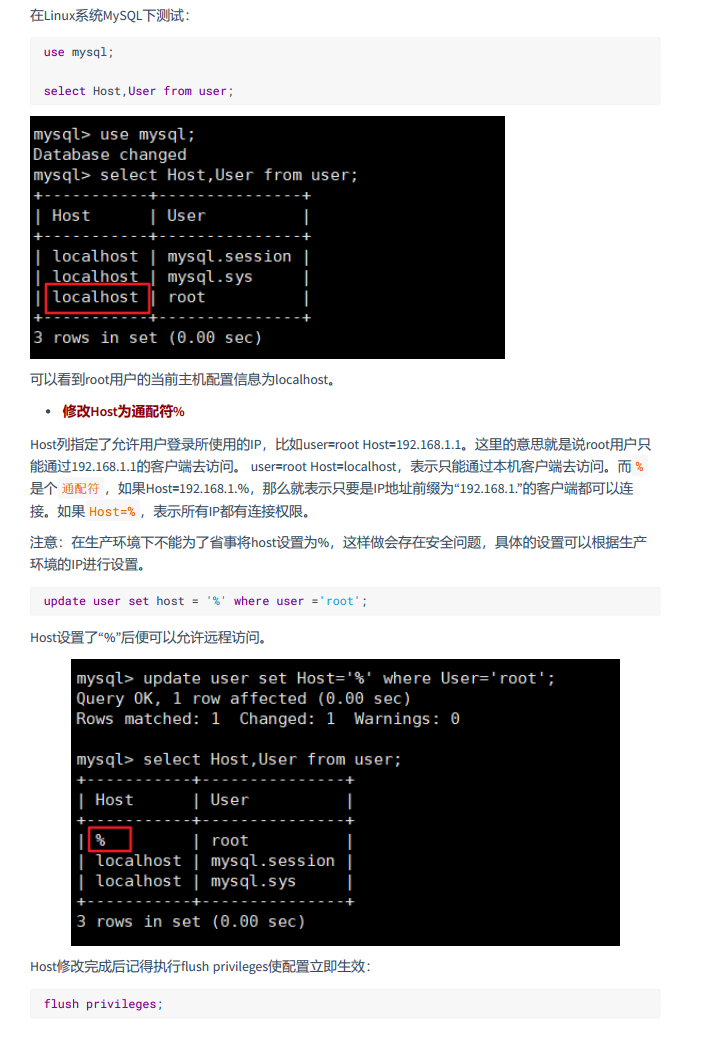 在Linux系统MySQL下测试：
use mysql;
select Host,User from user;
mysql> use mysql;
Database changed
mysql> select Host,User from user;
+-----------+---------------+
| Host      | User          |
+-----------+---------------+
| localhost | mysql.session |
| localhost | mysql.sys     |
| localhost | root          |
+-----------+---------------+
3 rows in set (0.00 sec)
可以看到root用户的当前主机配置信息为localhost。
• 修改Host为通配符%
Host列指定了允许用户登录所使用的IP，比如user=root Host=192.168.1.1。这里的意思就是说root用户只
能通过192.168.1.1的客户端去访问。 user=root Host=localhost，表示只能通过本机客户端去访问。而 %
是个 通配符 ，如果Host=192.168.1.%，那么就表示只要是IP地址前缀为“192.168.1.”的客户端都可以连
接。如果 Host=% ，表示所有IP都有连接权限。
注意：在生产环境下不能为了省事将host设置为%，这样做会存在安全问题，具体的设置可以根据生产
环境的IP进行设置。
update user set host = '%' where user ='root';
Host设置了“%”后便可以允许远程访问。
mysql> update user set Host='%' where User='root';
Query OK, 1 row affected (0.00 sec)
Rows matched: 1  Changed: 1  Warnings: 0
mysql> select Host,User from user;
+-----------+---------------+
| Host      | User          |
+-----------+---------------+
| %         | root          |
| localhost | mysql.session |
| localhost | mysql.sys     |
+-----------+---------------+
3 rows in set (0.00 sec)
Host修改完成后记得执行flush privileges使配置立即生效：
flush privileges;